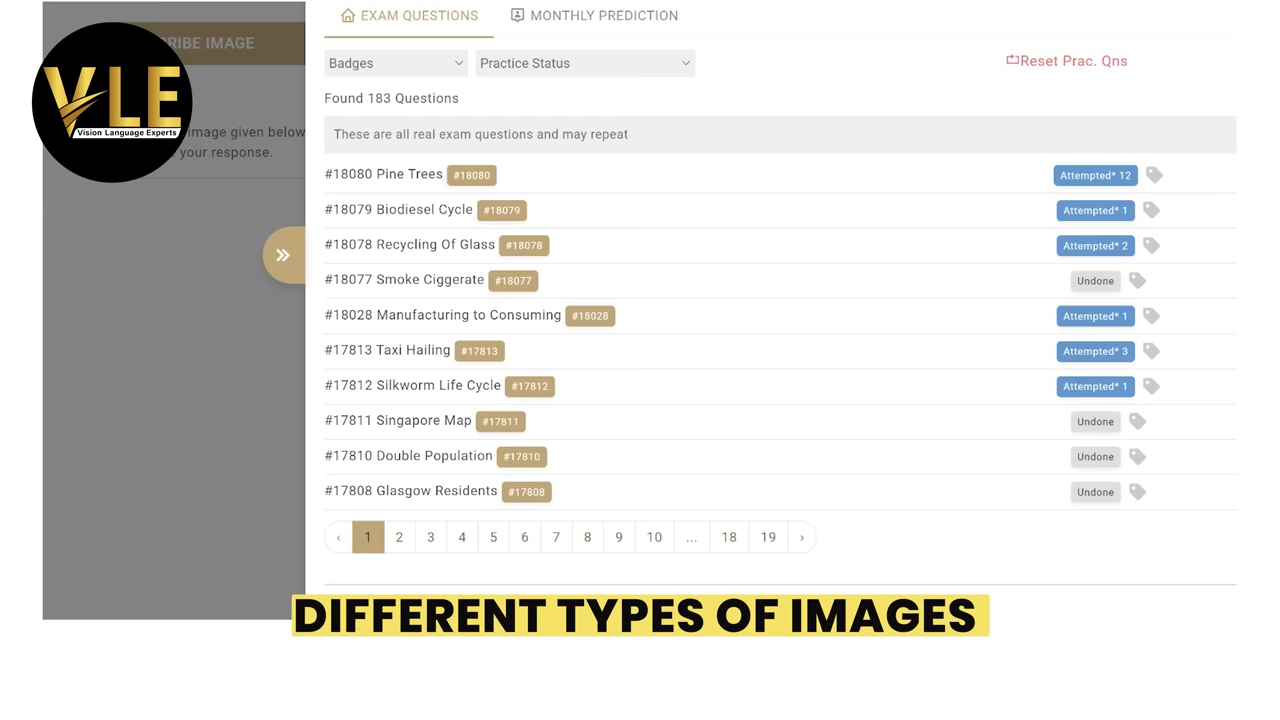 EXAM QUESTIONS
MONTHLY PREDICTION
RIBE IMAGE
VLE
Vision Language Experts
image given below
your response.
Badges
Practice Status
Reset Prac. Qns
Found 183 Questions
These are all real exam questions and may repeat
#18080 Pine Trees #18080 Attempted* 12
#18079 Biodiesel Cycle #18079 Attempted* 1
#18078 Recycling Of Glass #18078 Attempted* 2
#18077 Smoke Ciggerate #18077 Undone
#18028 Manufacturing to Consuming #18028 Attempted* 1
#17813 Taxi Hailing #17813 Attempted* 3
#17812 Silkworm Life Cycle #17812 Attempted* 1
#17811 Singapore Map #17811 Undone
#17810 Double Population #17810 Undone
#17808 Glasgow Residents #17808 Undone
‹ 1 2 3 4 5 6 7 8 9 10 ... 18 19 ›
DIFFERENT TYPES OF IMAGES